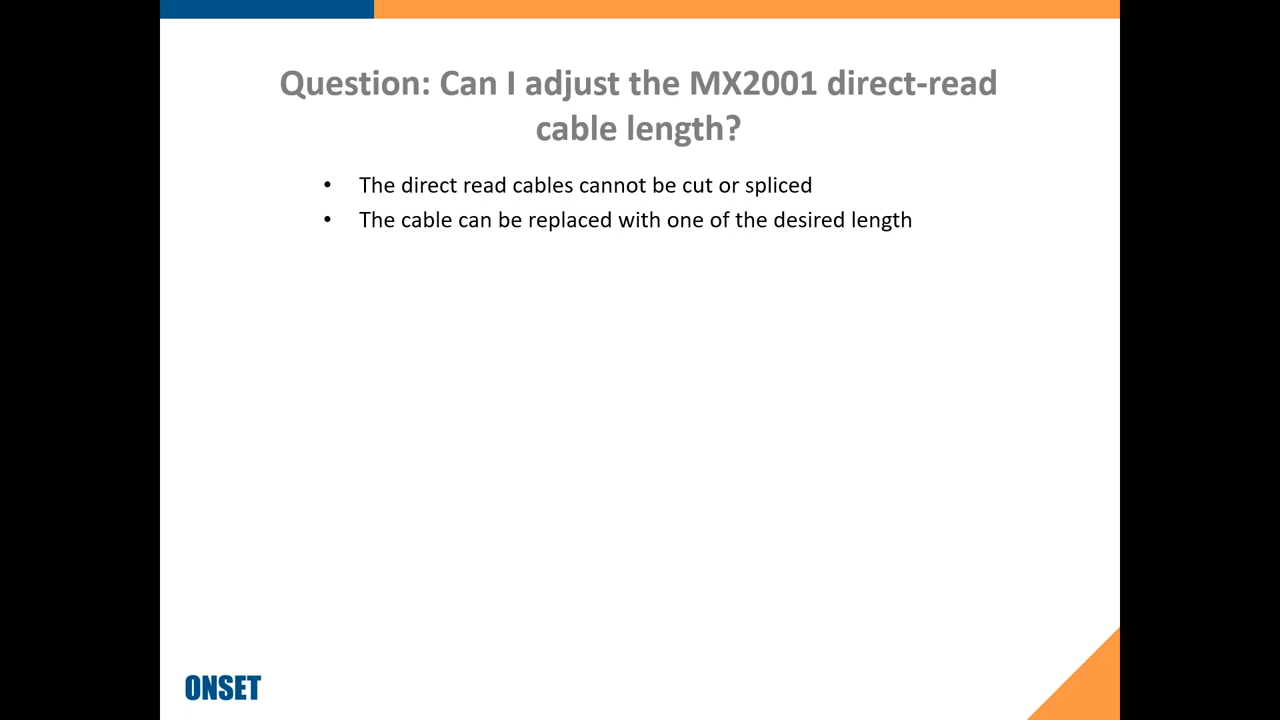 Question: Can I adjust the MX2001 direct-read
cable length?
• The direct read cables cannot be cut or spliced
• The cable can be replaced with one of the desired length
ONSET